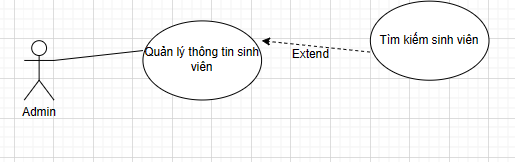 Tìm kiếm sinh viên
Quản lý thông tin sinh
viên
Extend
Admin